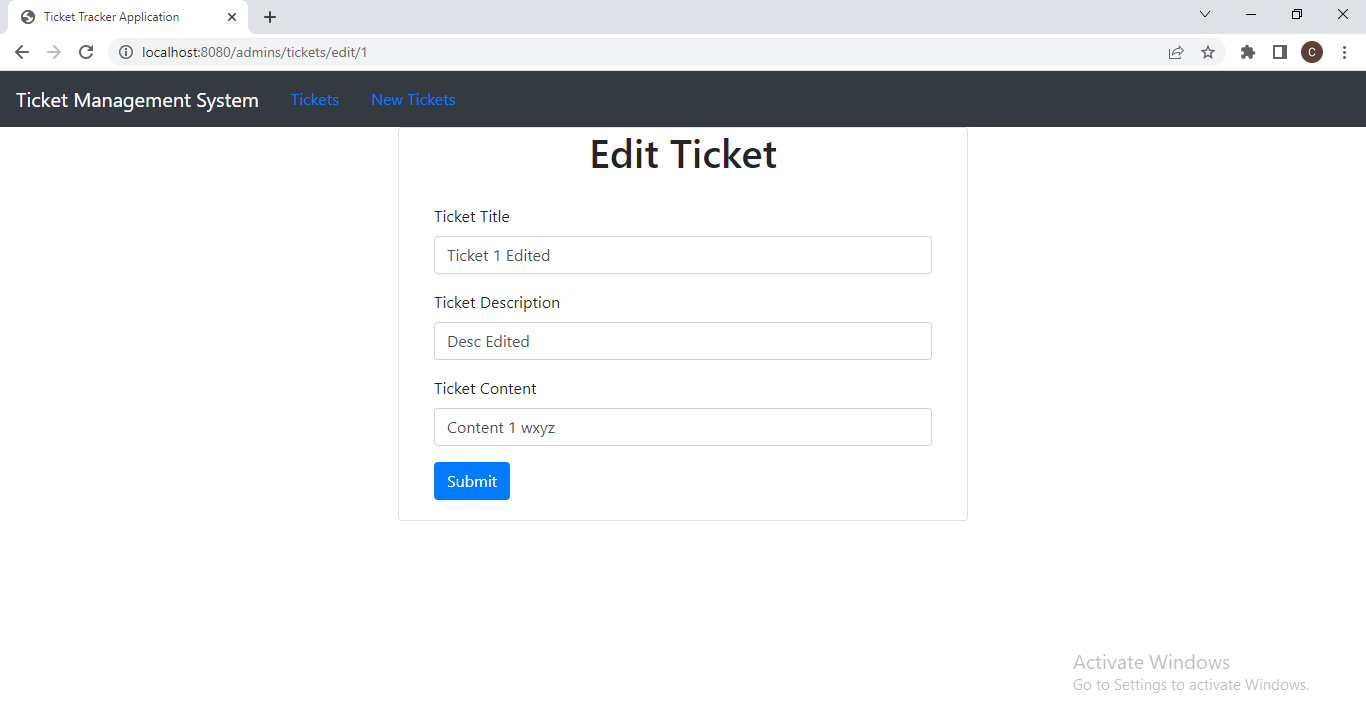 Ticket Tracker Application
localhost:8080/admins/tickets/edit/1
C
Ticket Management System Tickets New Tickets
Edit Ticket
Ticket Title
Ticket 1 Edited
Ticket Description
Desc Edited
Ticket Content
Content 1 wxyz
Submit
Activate Windows
Go to Settings to activate Windows.